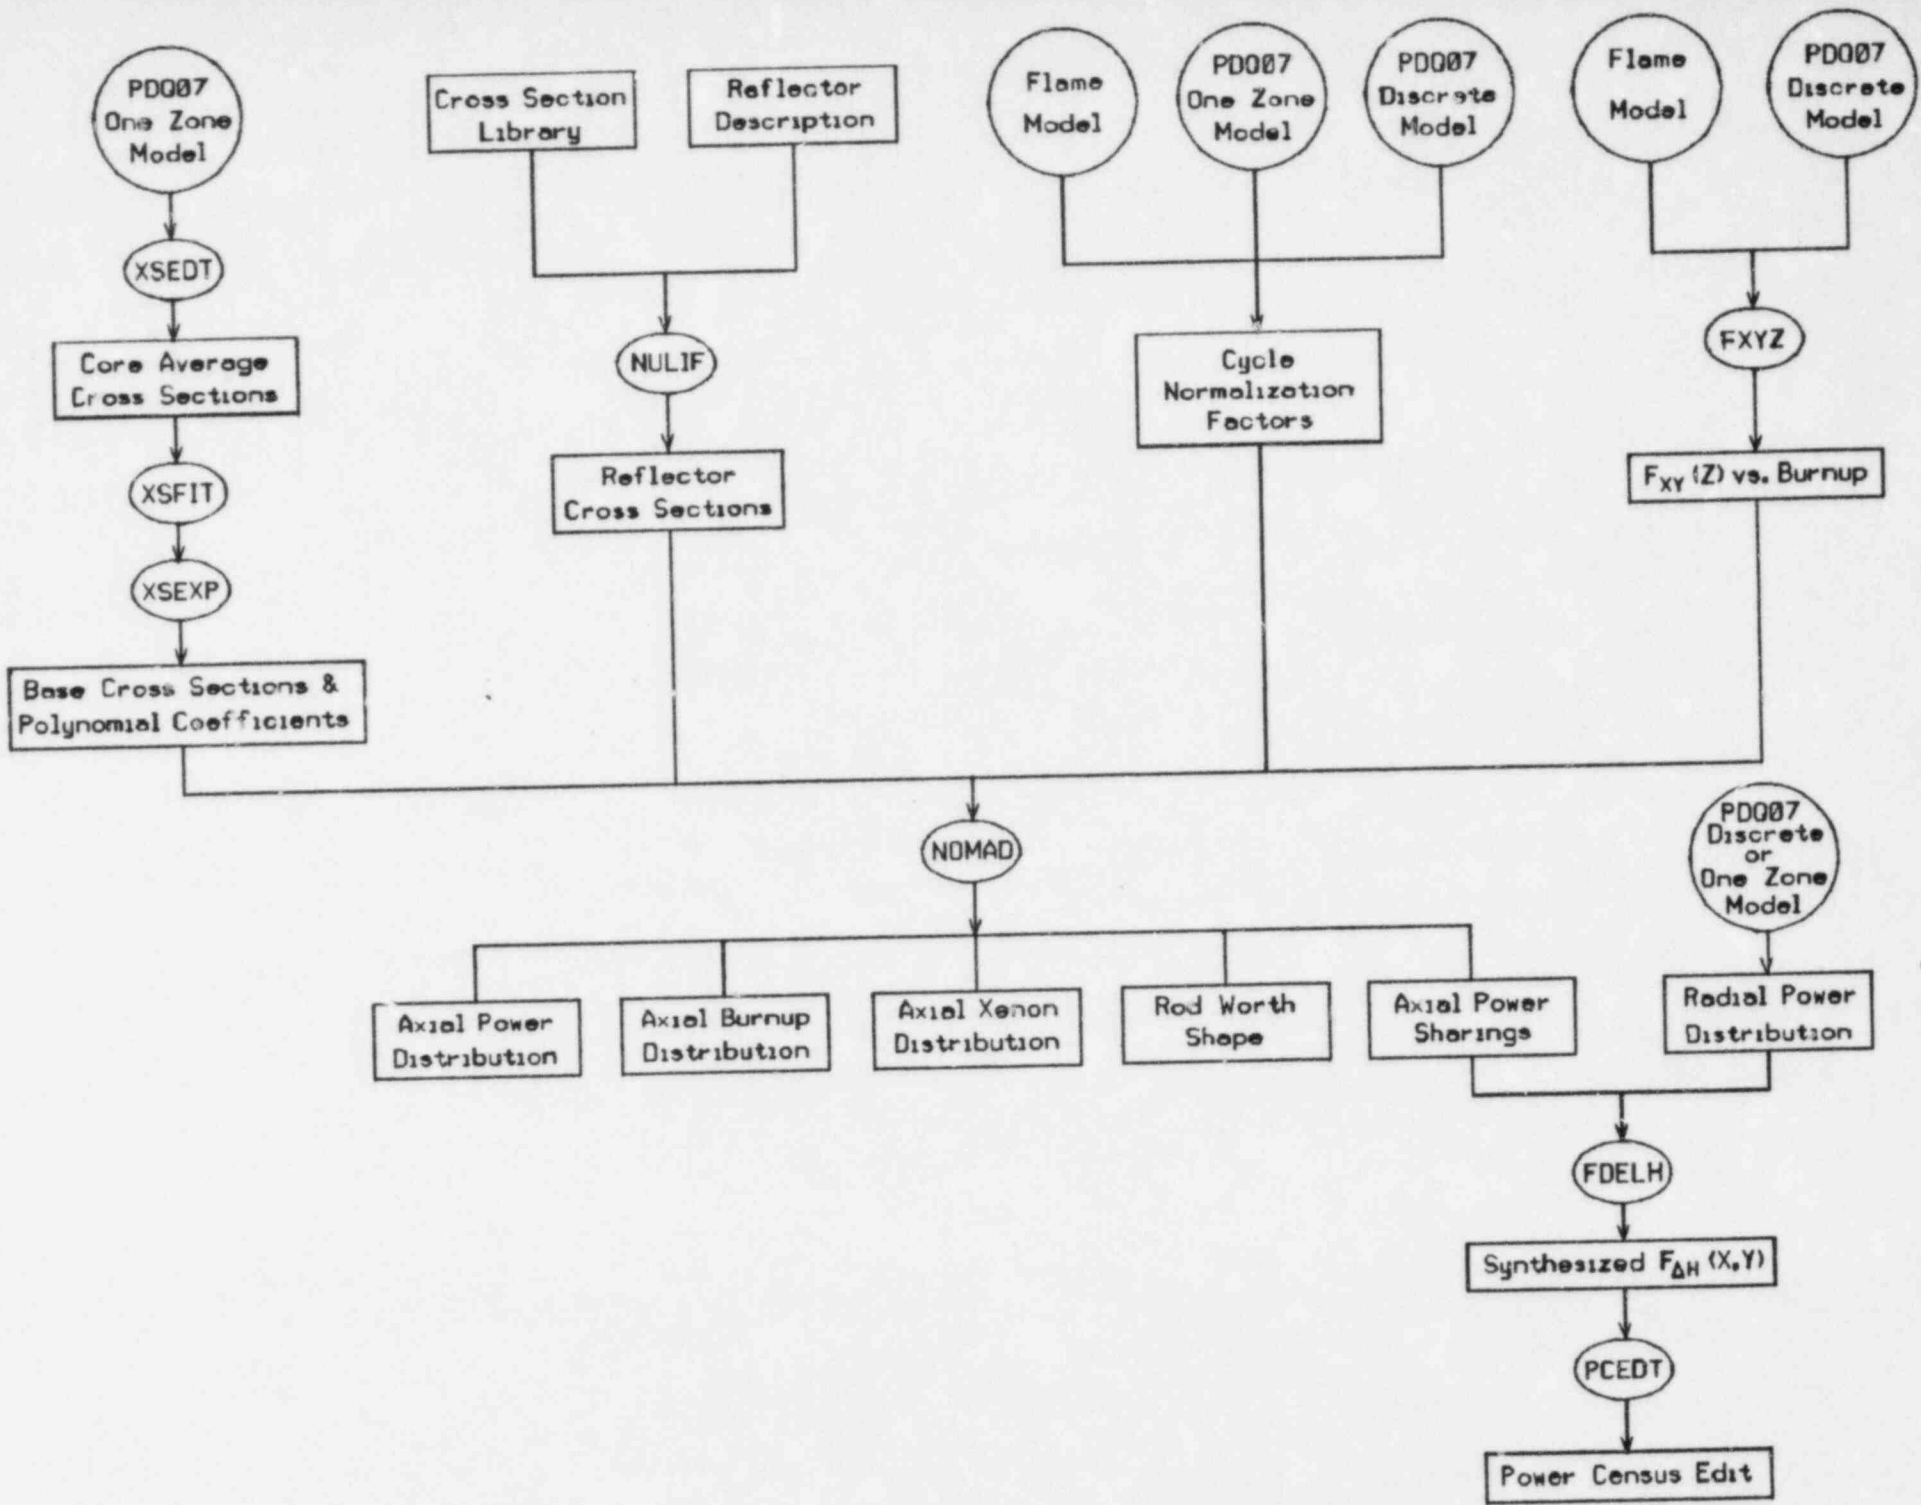 PDQ07
One Zone
Model
XSEDT
Core Average
Cross Sections
XSFIT
XSEXP
Base Cross Sections &
Polynomial Coefficients
Cross Section
Library
Reflector
Description
NULIF
Reflector
Cross Sections
Flame
Model
PDQ07
One Zone
Model
PDQ07
Discrete
Model
Cycle
Normalization
Factors
Flame
Model
PDQ07
Discrete
Model
FXYZ
F_XY (Z) vs. Burnup
NOMAD
Axial Power
Distribution
Axial Burnup
Distribution
Axial Xenon
Distribution
Rod Worth
Shape
Axial Power
Sharings
PDQ07
Discrete
or
One Zone
Model
Radial Power
Distribution
FDELH
Synthesized F_ΔH (X,Y)
PCEDT
Power Census Edit